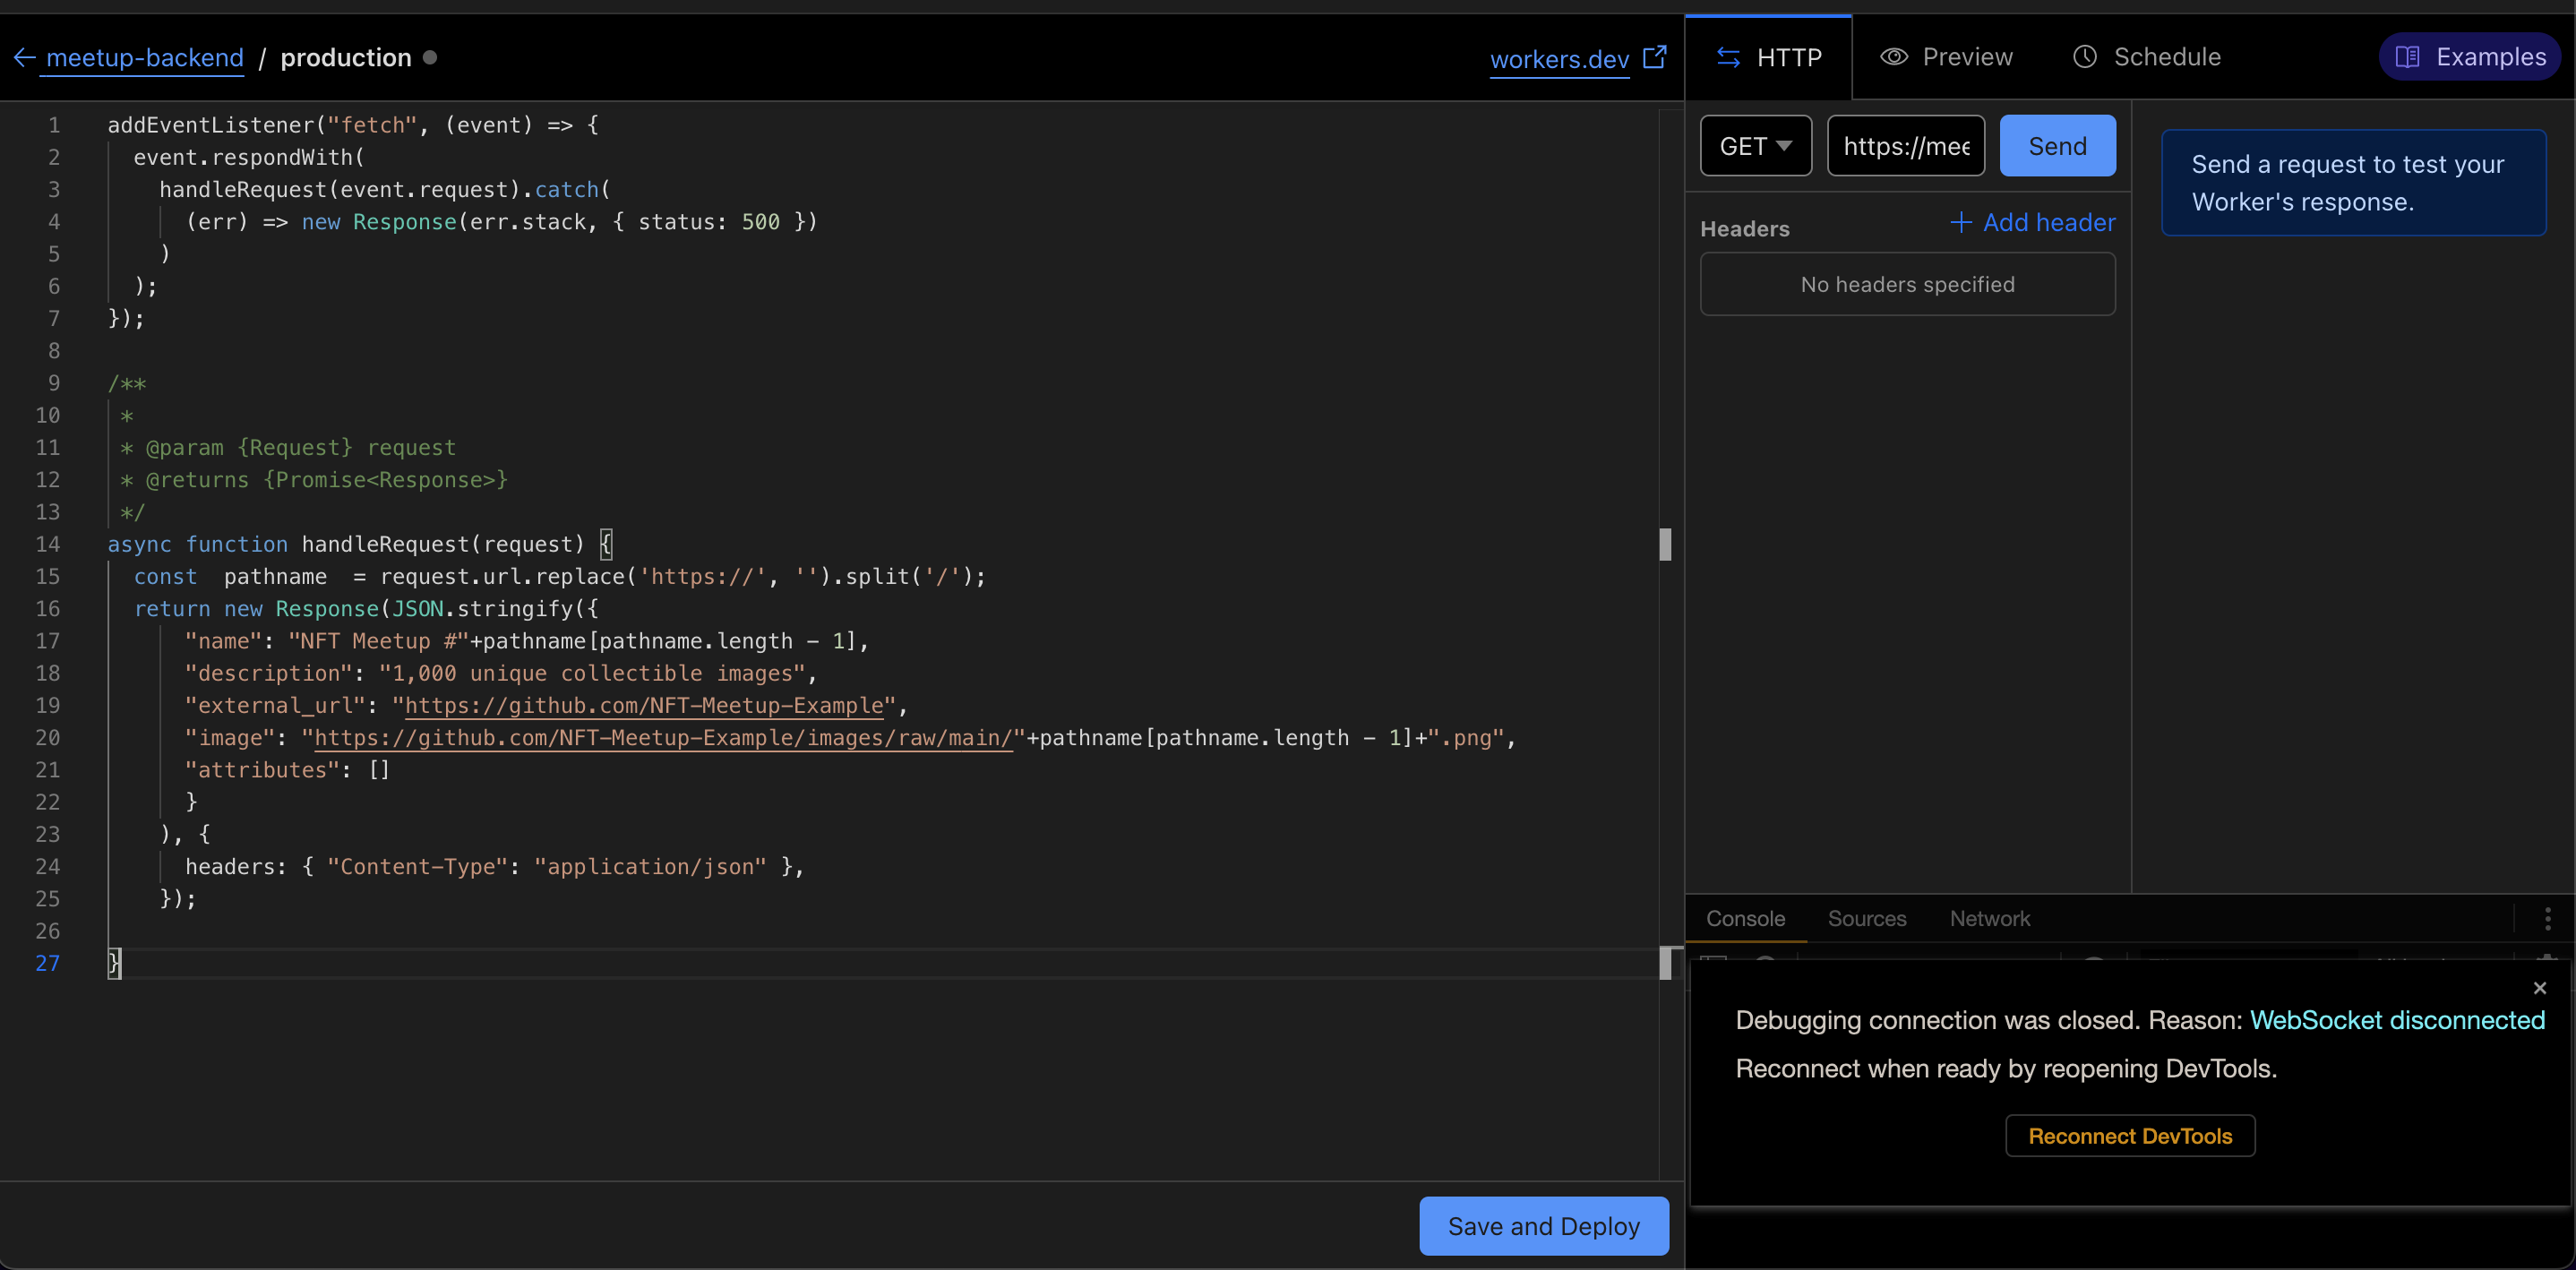 meetup-backend / production
workers.dev
HTTP
Preview
Schedule
Examples
1 addEventListener("fetch", (event) => {
2 event.respondWith(
3 handleRequest(event.request).catch(
4 (err) => new Response(err.stack, { status: 500 })
5 )
6 );
7 });
8
9 /**
10 *
11 * @param {Request} request
12 * @returns {Promise<Response>}
13 */
14 async function handleRequest(request) {
15 const  pathname  = request.url.replace('https://', '').split('/');
16 return new Response(JSON.stringify({
17 "name": "NFT Meetup #"+pathname[pathname.length - 1],
18 "description": "1,000 unique collectible images",
19 "external_url": "https://github.com/NFT-Meetup-Example",
20 "image": "https://github.com/NFT-Meetup-Example/images/raw/main/"+pathname[pathname.length - 1]+".png",
21 "attributes": []
22 }
23 ), {
24 headers: { "Content-Type": "application/json" },
25 });
26
27 }
Save and Deploy
GET
https://mee
Send
Headers
+ Add header
No headers specified
Send a request to test your
Worker's response.
Console
Sources
Network
×
Debugging connection was closed. Reason: WebSocket disconnected
Reconnect when ready by reopening DevTools.
Reconnect DevTools